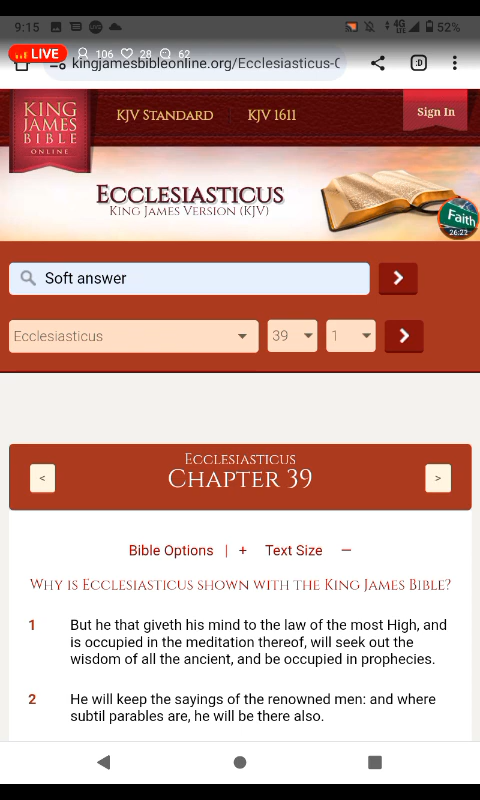 9:15
4G
LTE
52%
LIVE
106
28
62
kingjamesbibleonline.org/Ecclesiasticus-
:D
KING
JAMES
BIBLE
ONLINE
KJV STANDARD
KJV 1611
Sign In
ECCLESIASTICUS
KING JAMES VERSION (KJV)
Faith
26:22
Soft answer
>
Ecclesiasticus
39
1
>
ECCLESIASTICUS
<
CHAPTER 39
>
Bible Options | + Text Size —
WHY IS ECCLESIASTICUS SHOWN WITH THE KING JAMES BIBLE?
1 But he that giveth his mind to the law of the most High, and
is occupied in the meditation thereof, will seek out the
wisdom of all the ancient, and be occupied in prophecies.
2 He will keep the sayings of the renowned men: and where
subtil parables are, he will be there also.